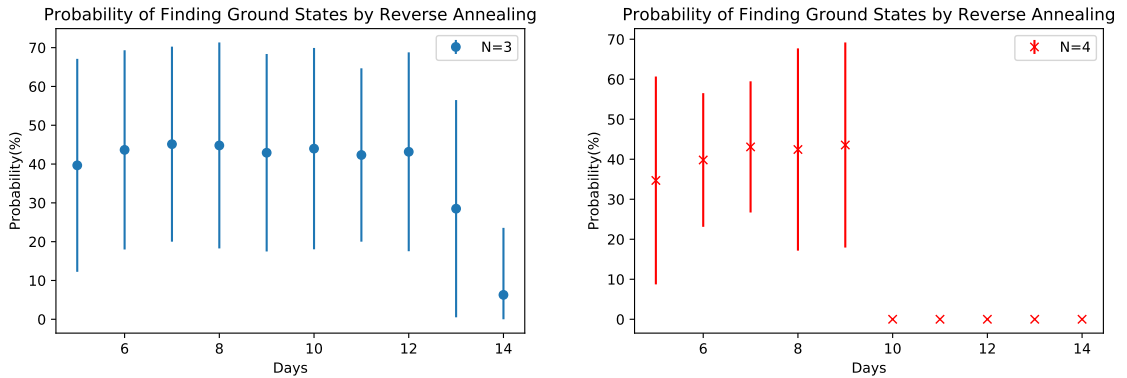 Probability of Finding Ground States by Reverse Annealing
N=3
Probability(%)
70
60
50
40
30
20
10
0
6 8 10 12 14
Days
Probability of Finding Ground States by Reverse Annealing
N=4
Probability(%)
70
60
50
40
30
20
10
0
6 8 10 12 14
Days